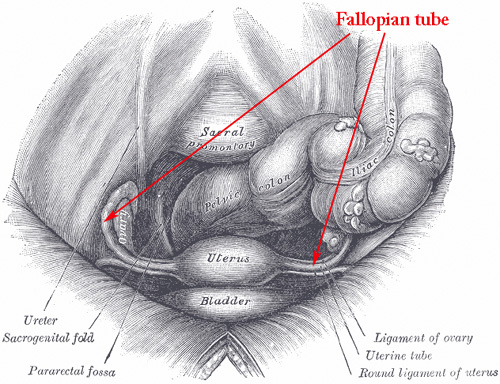 Fallopian tube
Sacral
promontory
Iliac colon
Pelvic colon
Ovary
Uterus
Bladder
Ureter
Sacrogenital fold
Pararectal fossa
Ligament of ovary
Uterine tube
Round ligament of uterus